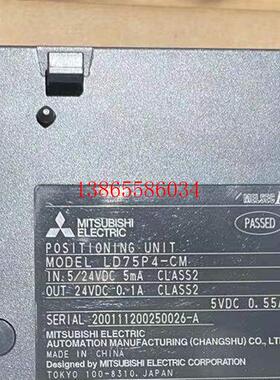 13865586073
MITSUBISHI
ELECTRIC
PASSED
POSITIONING UNIT
MODEL LD75P4-CM
IN: 5/24VDC 5mA CLASS2
OUT 24VDC 0.1A CLASS2
5VDC 0.55A
SERIAL 200111200250026-A
MITSUBISHI ELECTRIC
AUTOMATION MANUFACTURING (CHANGSHU) CO., LT
MADE IN CHINA
DESIGNED BY MITSUBISHI ELECTRIC CORPORATION
TOKYO 100-8310, JAPAN